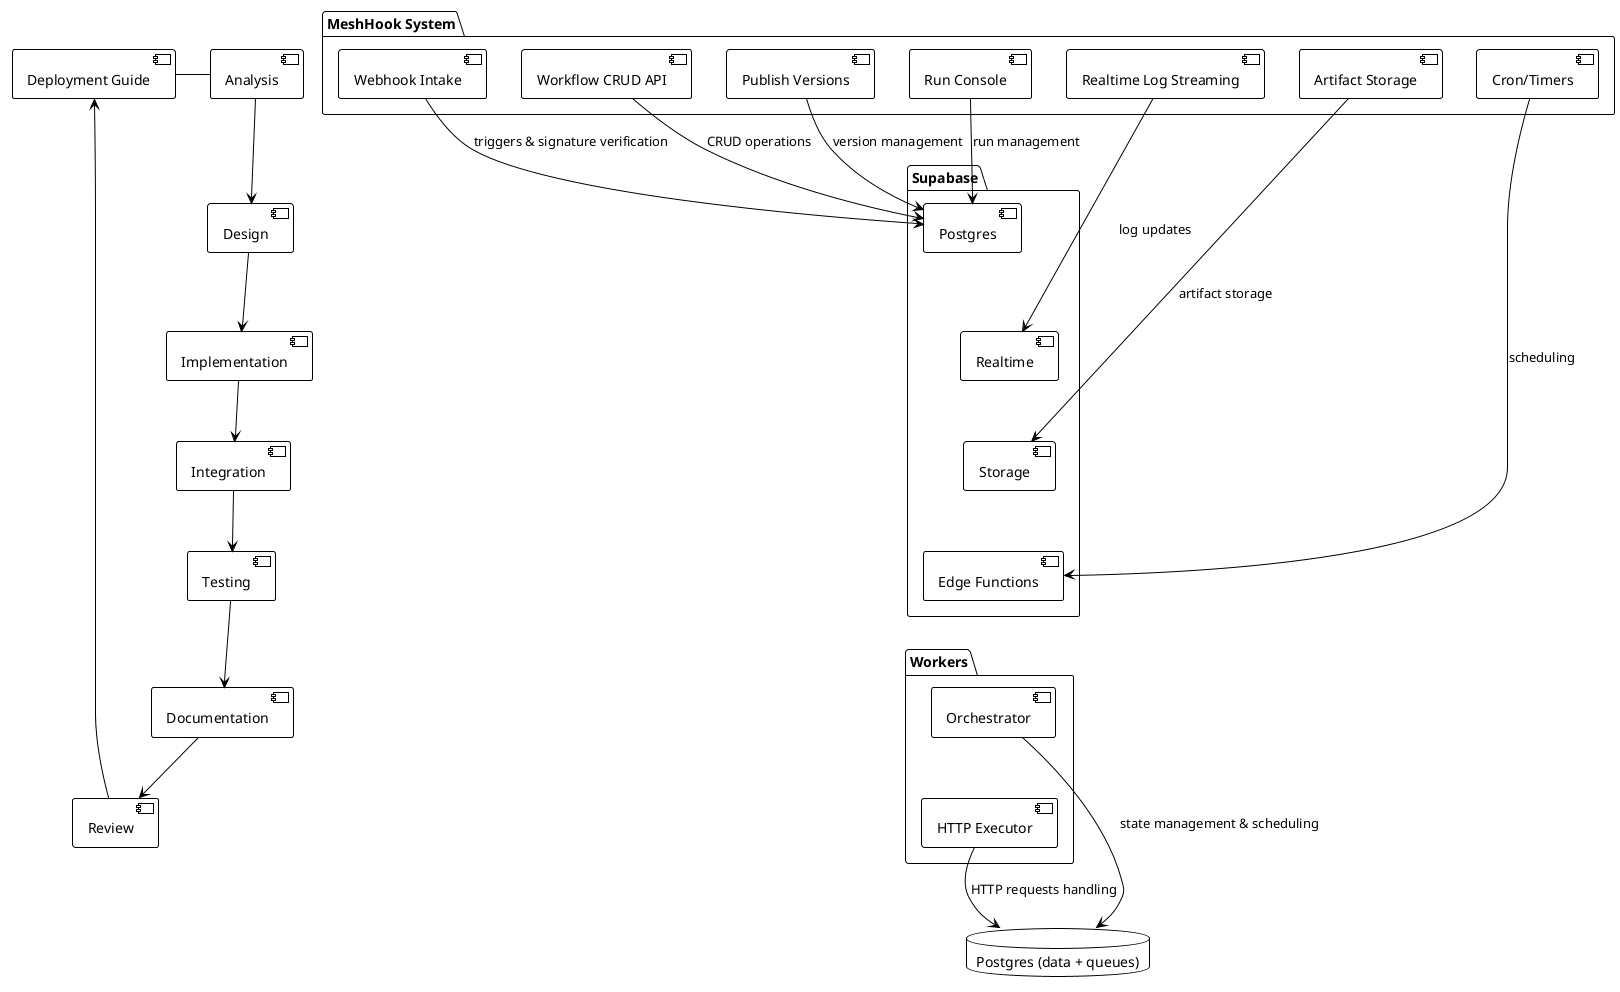 MeshHook System
Deployment Guide
Analysis
Webhook Intake
Workflow CRUD API
Publish Versions
Run Console
Realtime Log Streaming
Artifact Storage
Cron/Timers
triggers & signature verification
CRUD operations
version management
run management
Supabase
Design
Postgres
log updates
artifact storage
Implementation
Realtime
scheduling
Integration
Storage
Testing
Edge Functions
Workers
Documentation
Orchestrator
Review
HTTP Executor
state management & scheduling
HTTP requests handling
Postgres (data + queues)